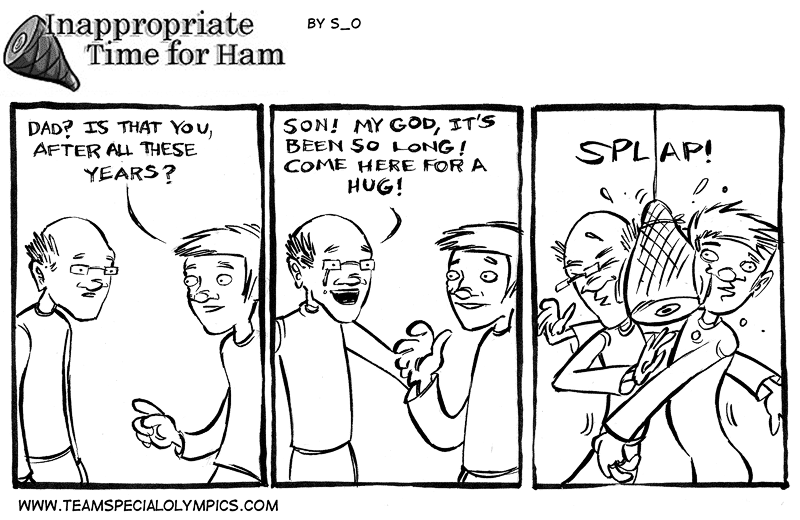 Inappropriate
Time for Ham
BY S_O
DAD? IS THAT YOU,
AFTER ALL THESE
YEARS?
SON! MY GOD, IT'S
BEEN SO LONG!
COME HERE FOR A
HUG!
SPLAP!
WWW.TEAMSPECIALOLYMPICS.COM